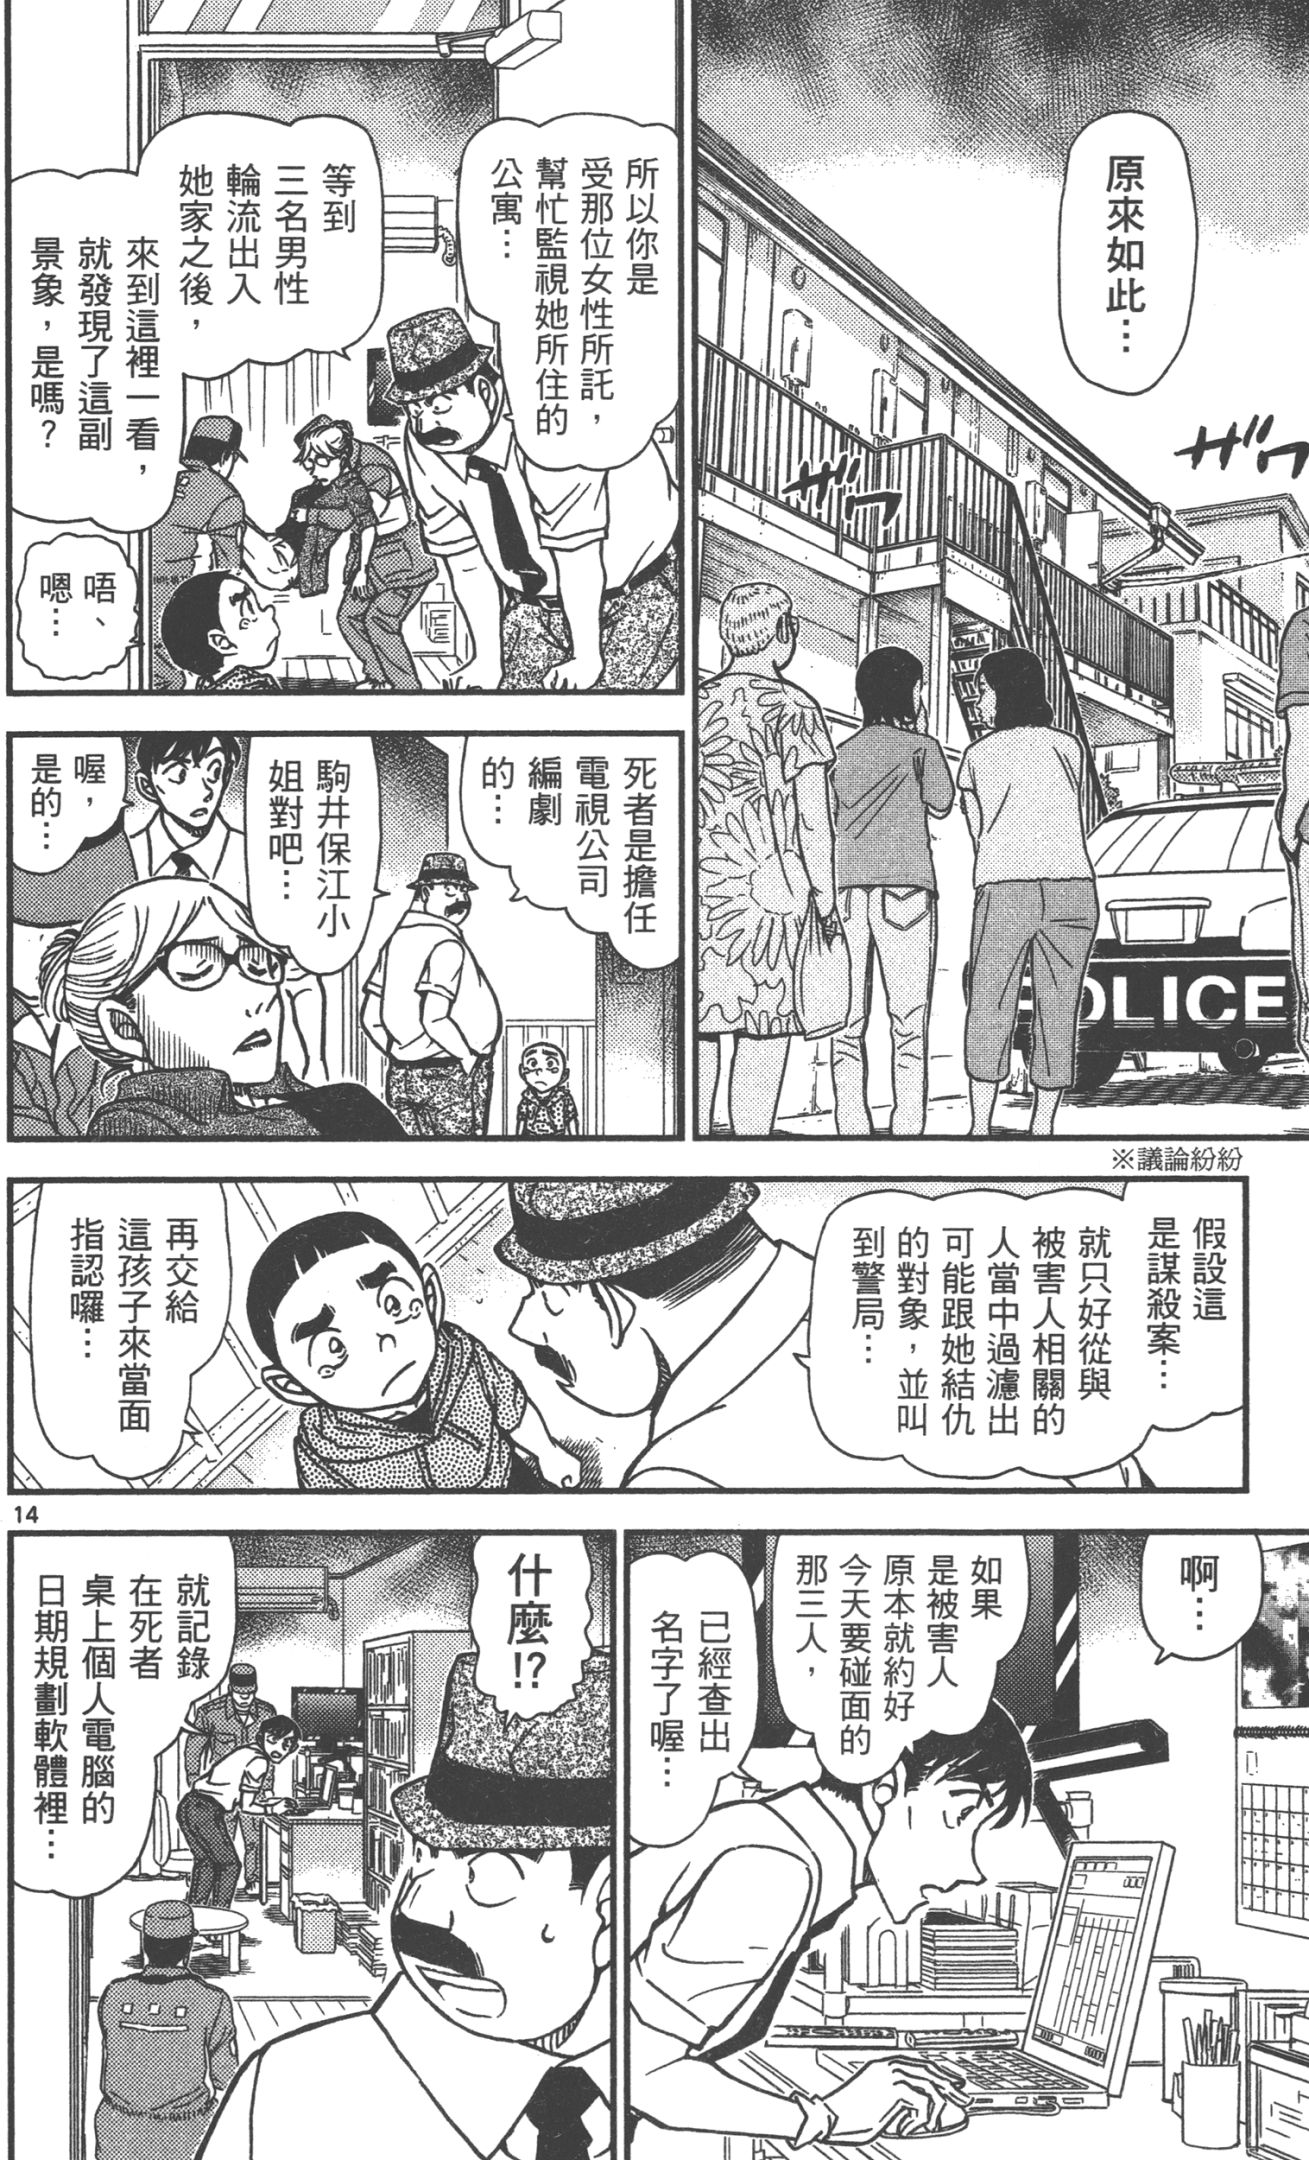 原來如此…
ザワ
ザワ
POLICE
※議論紛紛
所以你是
受那位女性所託，
幫忙監視她所住的
公寓…
等到
三名男性
輪流出入
她家之後，
來到這裡一看，
就發現了這副
景象，是嗎？
唔、
嗯…
死者是擔任
電視公司
編劇
的…
駒井保江小
姐對吧…
喔，
是的…
假設這
是謀殺案…
就只好從與
被害人相關的
人當中過濾出
可能跟她結仇
的對象，並叫
到警局…
再交給
這孩子來當面
指認囉…
14
啊…
如果
是被害人
原本就約好
今天要碰面的
那三人，
已經查出
名字了喔…
什麼!?
就記錄
在死者
桌上個人電腦的
日期規劃軟體裡…